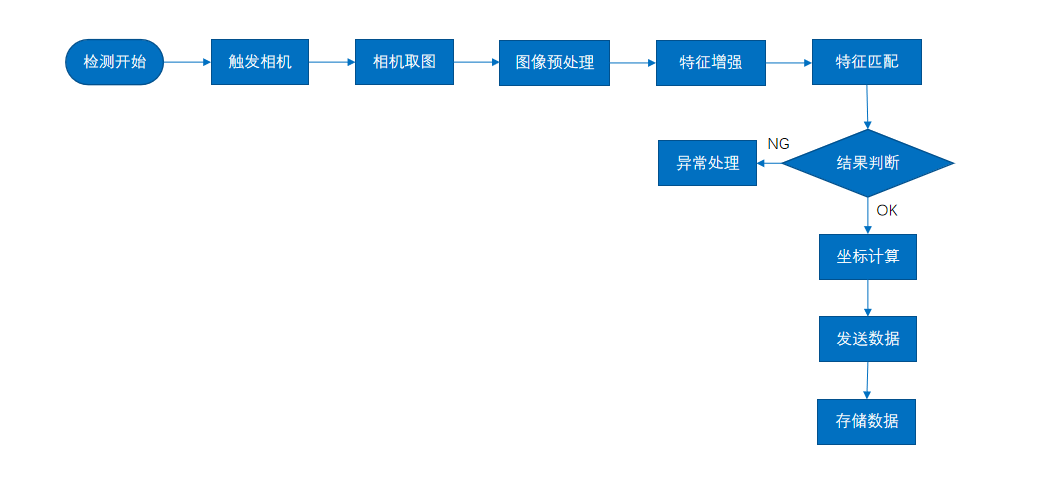 检测开始
触发相机
相机取图
图像预处理
特征增强
特征匹配
NG
异常处理
结果判断
OK
坐标计算
发送数据
存储数据